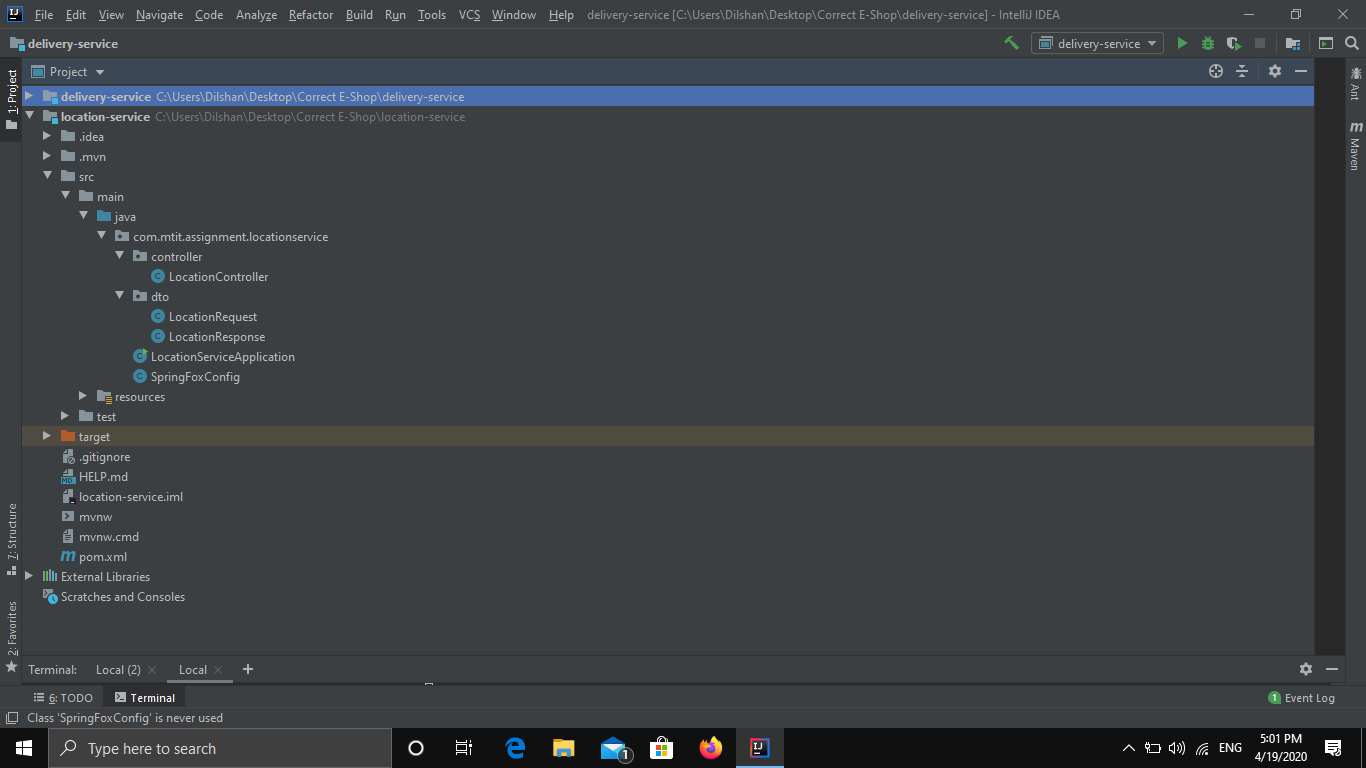 IJ File Edit View Navigate Code Analyze Refactor Build Run Tools VCS Window Help delivery-service [C:\Users\Dilshan\Desktop\Correct E-Shop\delivery-service] - IntelliJ IDEA
delivery-service delivery-service
1: Project
Project
Ant
Maven
delivery-service C:\Users\Dilshan\Desktop\Correct E-Shop\delivery-service
location-service C:\Users\Dilshan\Desktop\Correct E-Shop\location-service
.idea
.mvn
src
main
java
com.mtit.assignment.locationservice
controller
LocationController
dto
LocationRequest
LocationResponse
LocationServiceApplication
SpringFoxConfig
resources
test
target
.gitignore
HELP.md
location-service.iml
mvnw
mvnw.cmd
pom.xml
External Libraries
Scratches and Consoles
7: Structure
2: Favorites
Terminal: Local (2) × Local × +
6: TODO Terminal 1 Event Log
Class 'SpringFoxConfig' is never used
Type here to search 1 IJ ENG 5:01 PM
4/19/2020